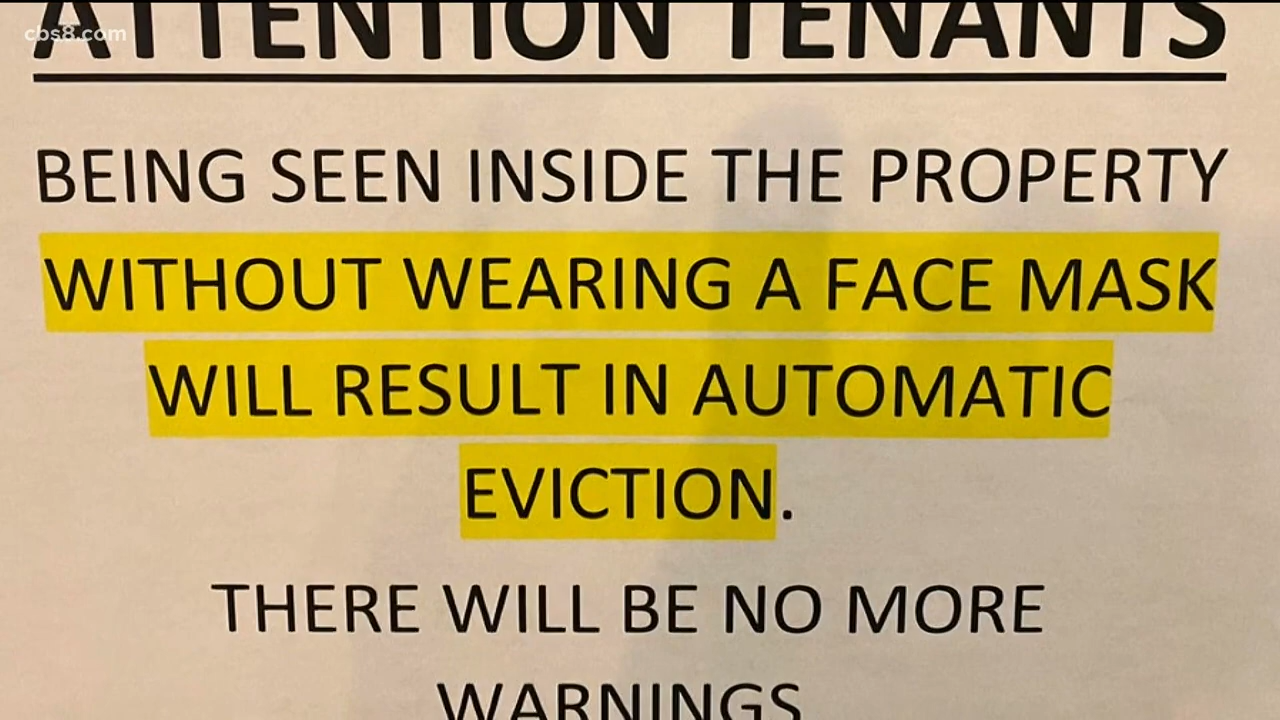 cbs8.com
ATTENTION TENANTS
BEING SEEN INSIDE THE PROPERTY
WITHOUT WEARING A FACE MASK
WILL RESULT IN AUTOMATIC
EVICTION.
THERE WILL BE NO MORE
WARNINGS